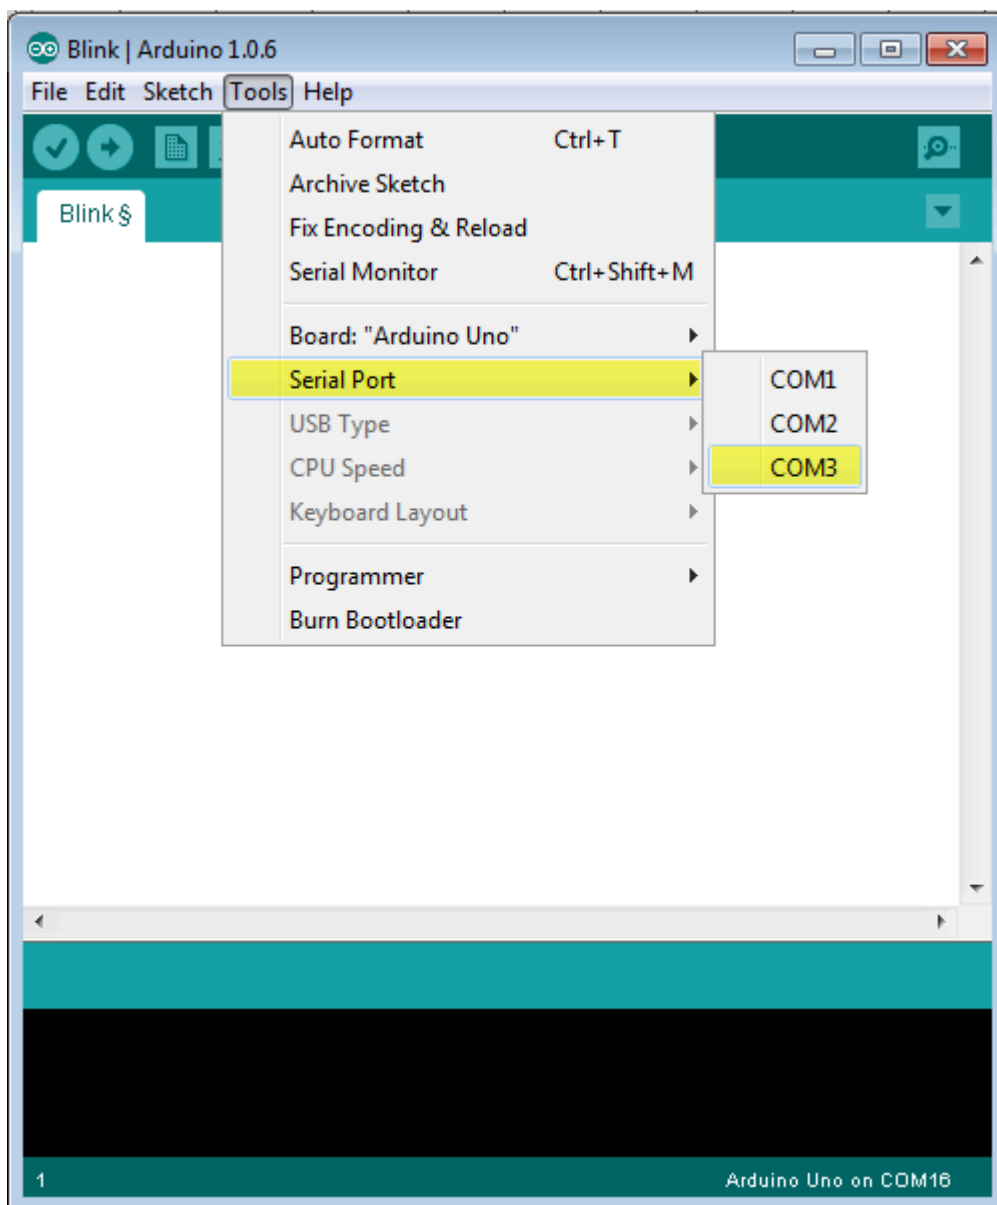 Blink | Arduino 1.0.6
File Edit Sketch Tools Help
Blink §
Auto Format Ctrl+T
Archive Sketch
Fix Encoding & Reload
Serial Monitor Ctrl+Shift+M
Board: "Arduino Uno"
Serial Port
USB Type
CPU Speed
Keyboard Layout
Programmer
Burn Bootloader
COM1
COM2
COM3
1 Arduino Uno on COM16